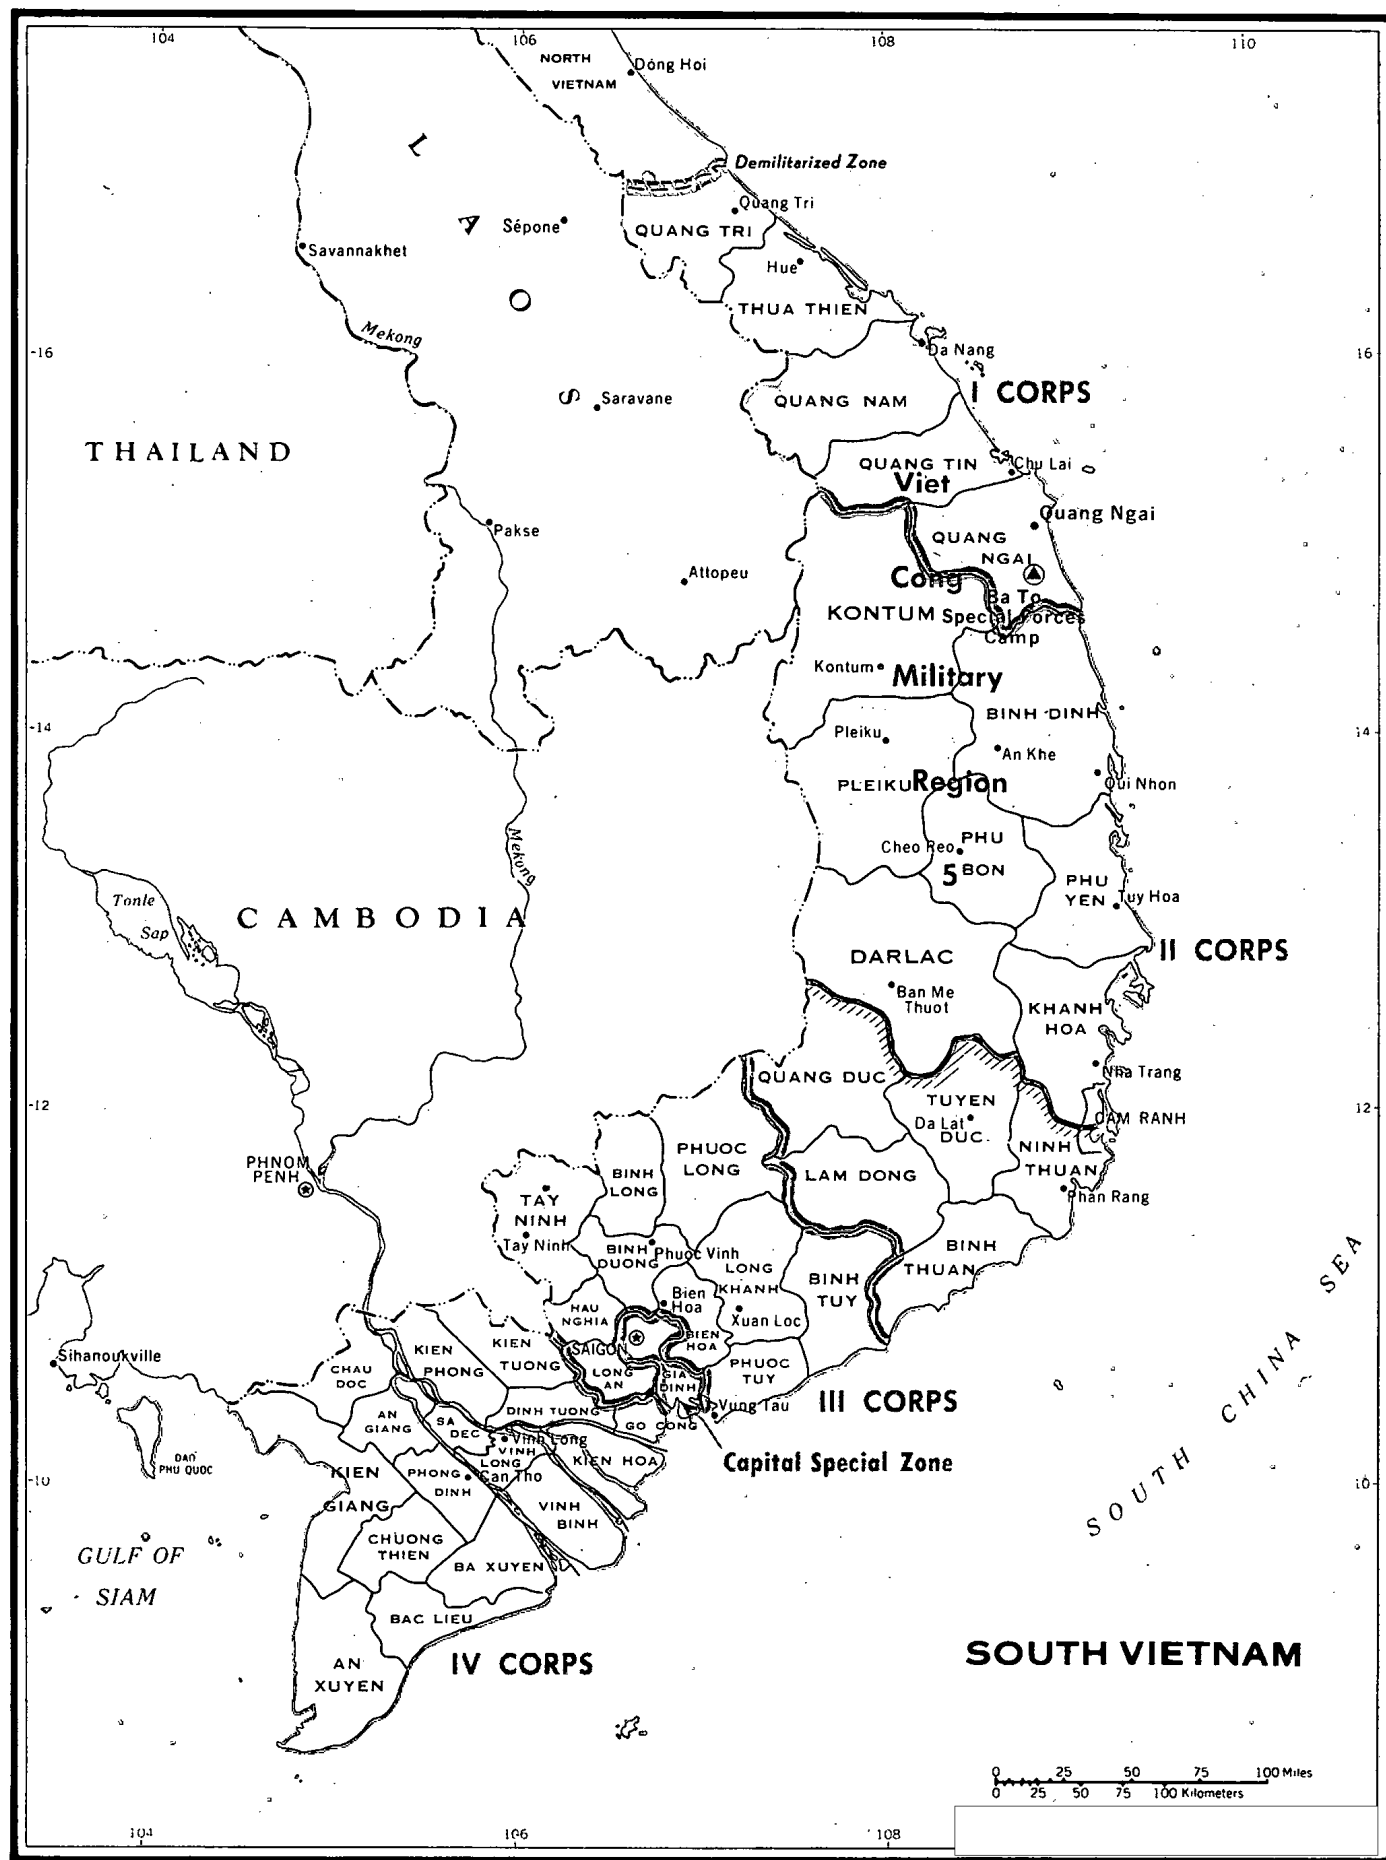 104
106
108
110
NORTH
VIETNAM
Dóng Hoi
L
A
O
S
Demilitarized Zone
Quang Tri
QUANG TRI
Sépone
Savannakhet
Hue
THUA THIEN
Mekong
16
16
Da Nang
I CORPS
Saravane
QUANG NAM
THAILAND
QUANG TIN
Chu Lai
Viet
Quang Ngai
Pakse
QUANG
NGAI
Attopeu
Cong
Ba To
Special Forces
Camp
KONTUM
Kontum
Military
BINH DINH
14
14
Pleiku
An Khe
PLEIKU
Region
Qui Nhon
Mekong
Cheo Reo
PHU
BON
5
PHU
YEN
Tuy Hoa
Tonle
Sap
CAMBODIA
DARLAC
II CORPS
Ban Me
Thuot
KHANH
HOA
Nha Trang
QUANG DUC
TUYEN
DUC
Da Lat
12
12
CAM RANH
NINH
THUAN
PHUOC
LONG
PHNOM
PENH
BINH
LONG
LAM DONG
Phan Rang
TAY
NINH
Tay Ninh
BINH
DUONG
Phuoc Vinh
LONG
KHANH
BINH
THUAN
BINH
TUY
Bien
Hoa
Xuan Loc
HAU
NGHIA
BIEN
HOA
SAIGON
KIEN
PHONG
KIEN
TUONG
Sihanoukville
CHAU
DOC
LONG
AN
GIA
DINH
PHUOC
TUY
III CORPS
Vung Tau
AN
GIANG
SA
DEC
DINH TUONG
GO CONG
Vinh Long
VINH
LONG
KIEN HOA
Capital Special Zone
DAO
PHU QUOC
KIEN
GIANG
PHONG
DINH
Can Tho
10
10
VINH
BINH
CHUONG
THIEN
BA XUYEN
GULF OF
SIAM
SOUTH CHINA SEA
BAC LIEU
AN
XUYEN
IV CORPS
SOUTH VIETNAM
0 25 50 75 100 Miles
0 25 50 75 100 Kilometers
104
106
108